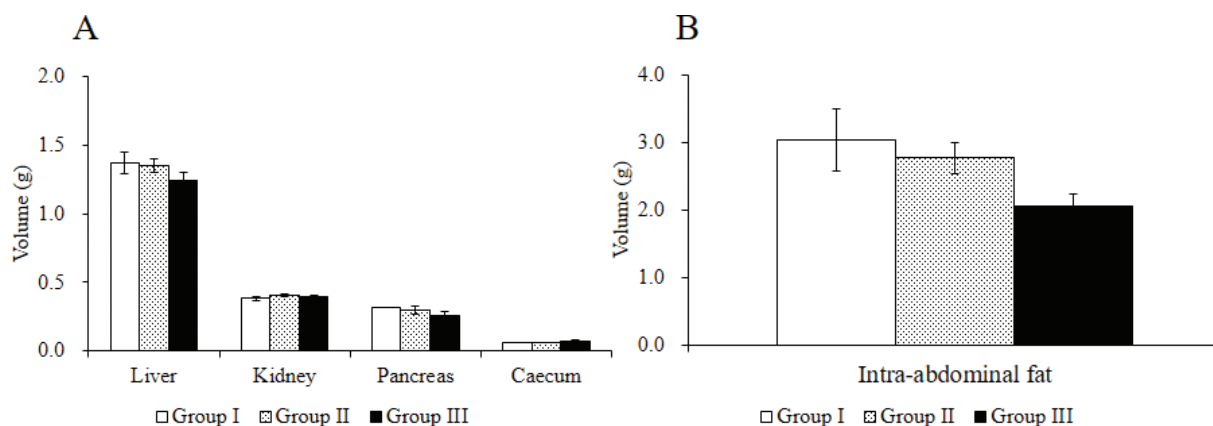 A
Volume (g)
2.0
1.5
1.0
0.5
0.0
Liver Kidney Pancreas Caecum
Group I Group II Group III
B
Volume (g)
4.0
3.0
2.0
1.0
0.0
Intra-abdominal fat
Group I Group II Group III